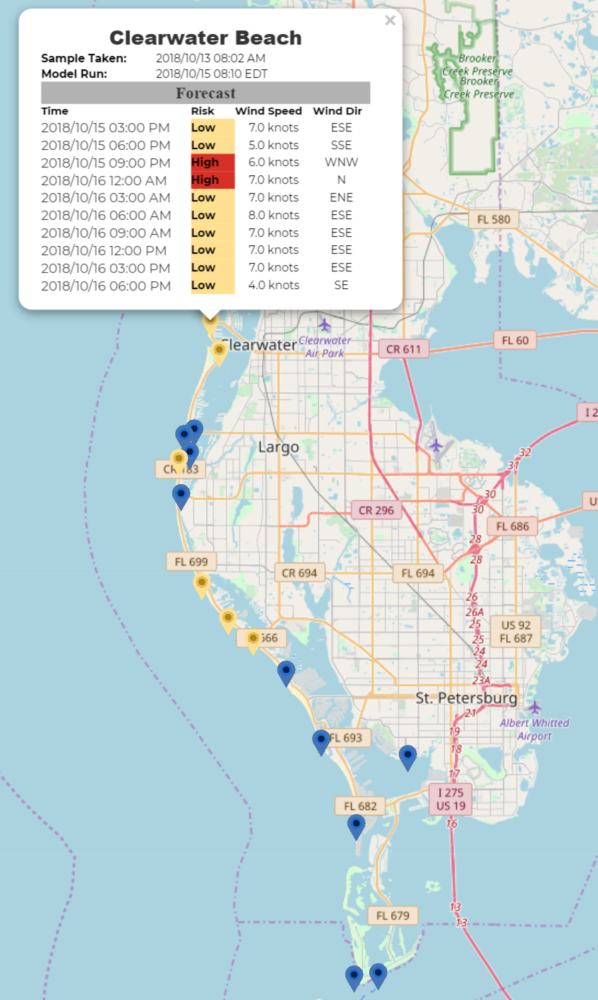 ×
Clearwater Beach
Sample Taken: 2018/10/13 08:02 AM
Model Run: 2018/10/15 08:10 EDT
Forecast
Time Risk Wind Speed Wind Dir
2018/10/15 03:00 PM Low 7.0 knots ESE
2018/10/15 06:00 PM Low 5.0 knots SSE
2018/10/15 09:00 PM High 6.0 knots WNW
2018/10/16 12:00 AM High 7.0 knots N
2018/10/16 03:00 AM Low 7.0 knots ENE
2018/10/16 06:00 AM Low 8.0 knots ESE
2018/10/16 09:00 AM Low 7.0 knots ESE
2018/10/16 12:00 PM Low 7.0 knots ESE
2018/10/16 03:00 PM Low 7.0 knots ESE
2018/10/16 06:00 PM Low 4.0 knots SE
Brooker
Creek Preserve
Brooker
Creek Preserve
FL 580
Clearwater
Clearwater
Air Park
CR 611
FL 60
I 2
Largo
32
31
30
30
CR 296
FL 686
28
28
FL 699
CR 694
FL 694
26
26A
25
25
24
24
23A
US 92
FL 687
St. Petersburg
21
Albert Whitted
Airport
FL 693
19
18
17
I 275
US 19
FL 682
16
13
13
FL 679